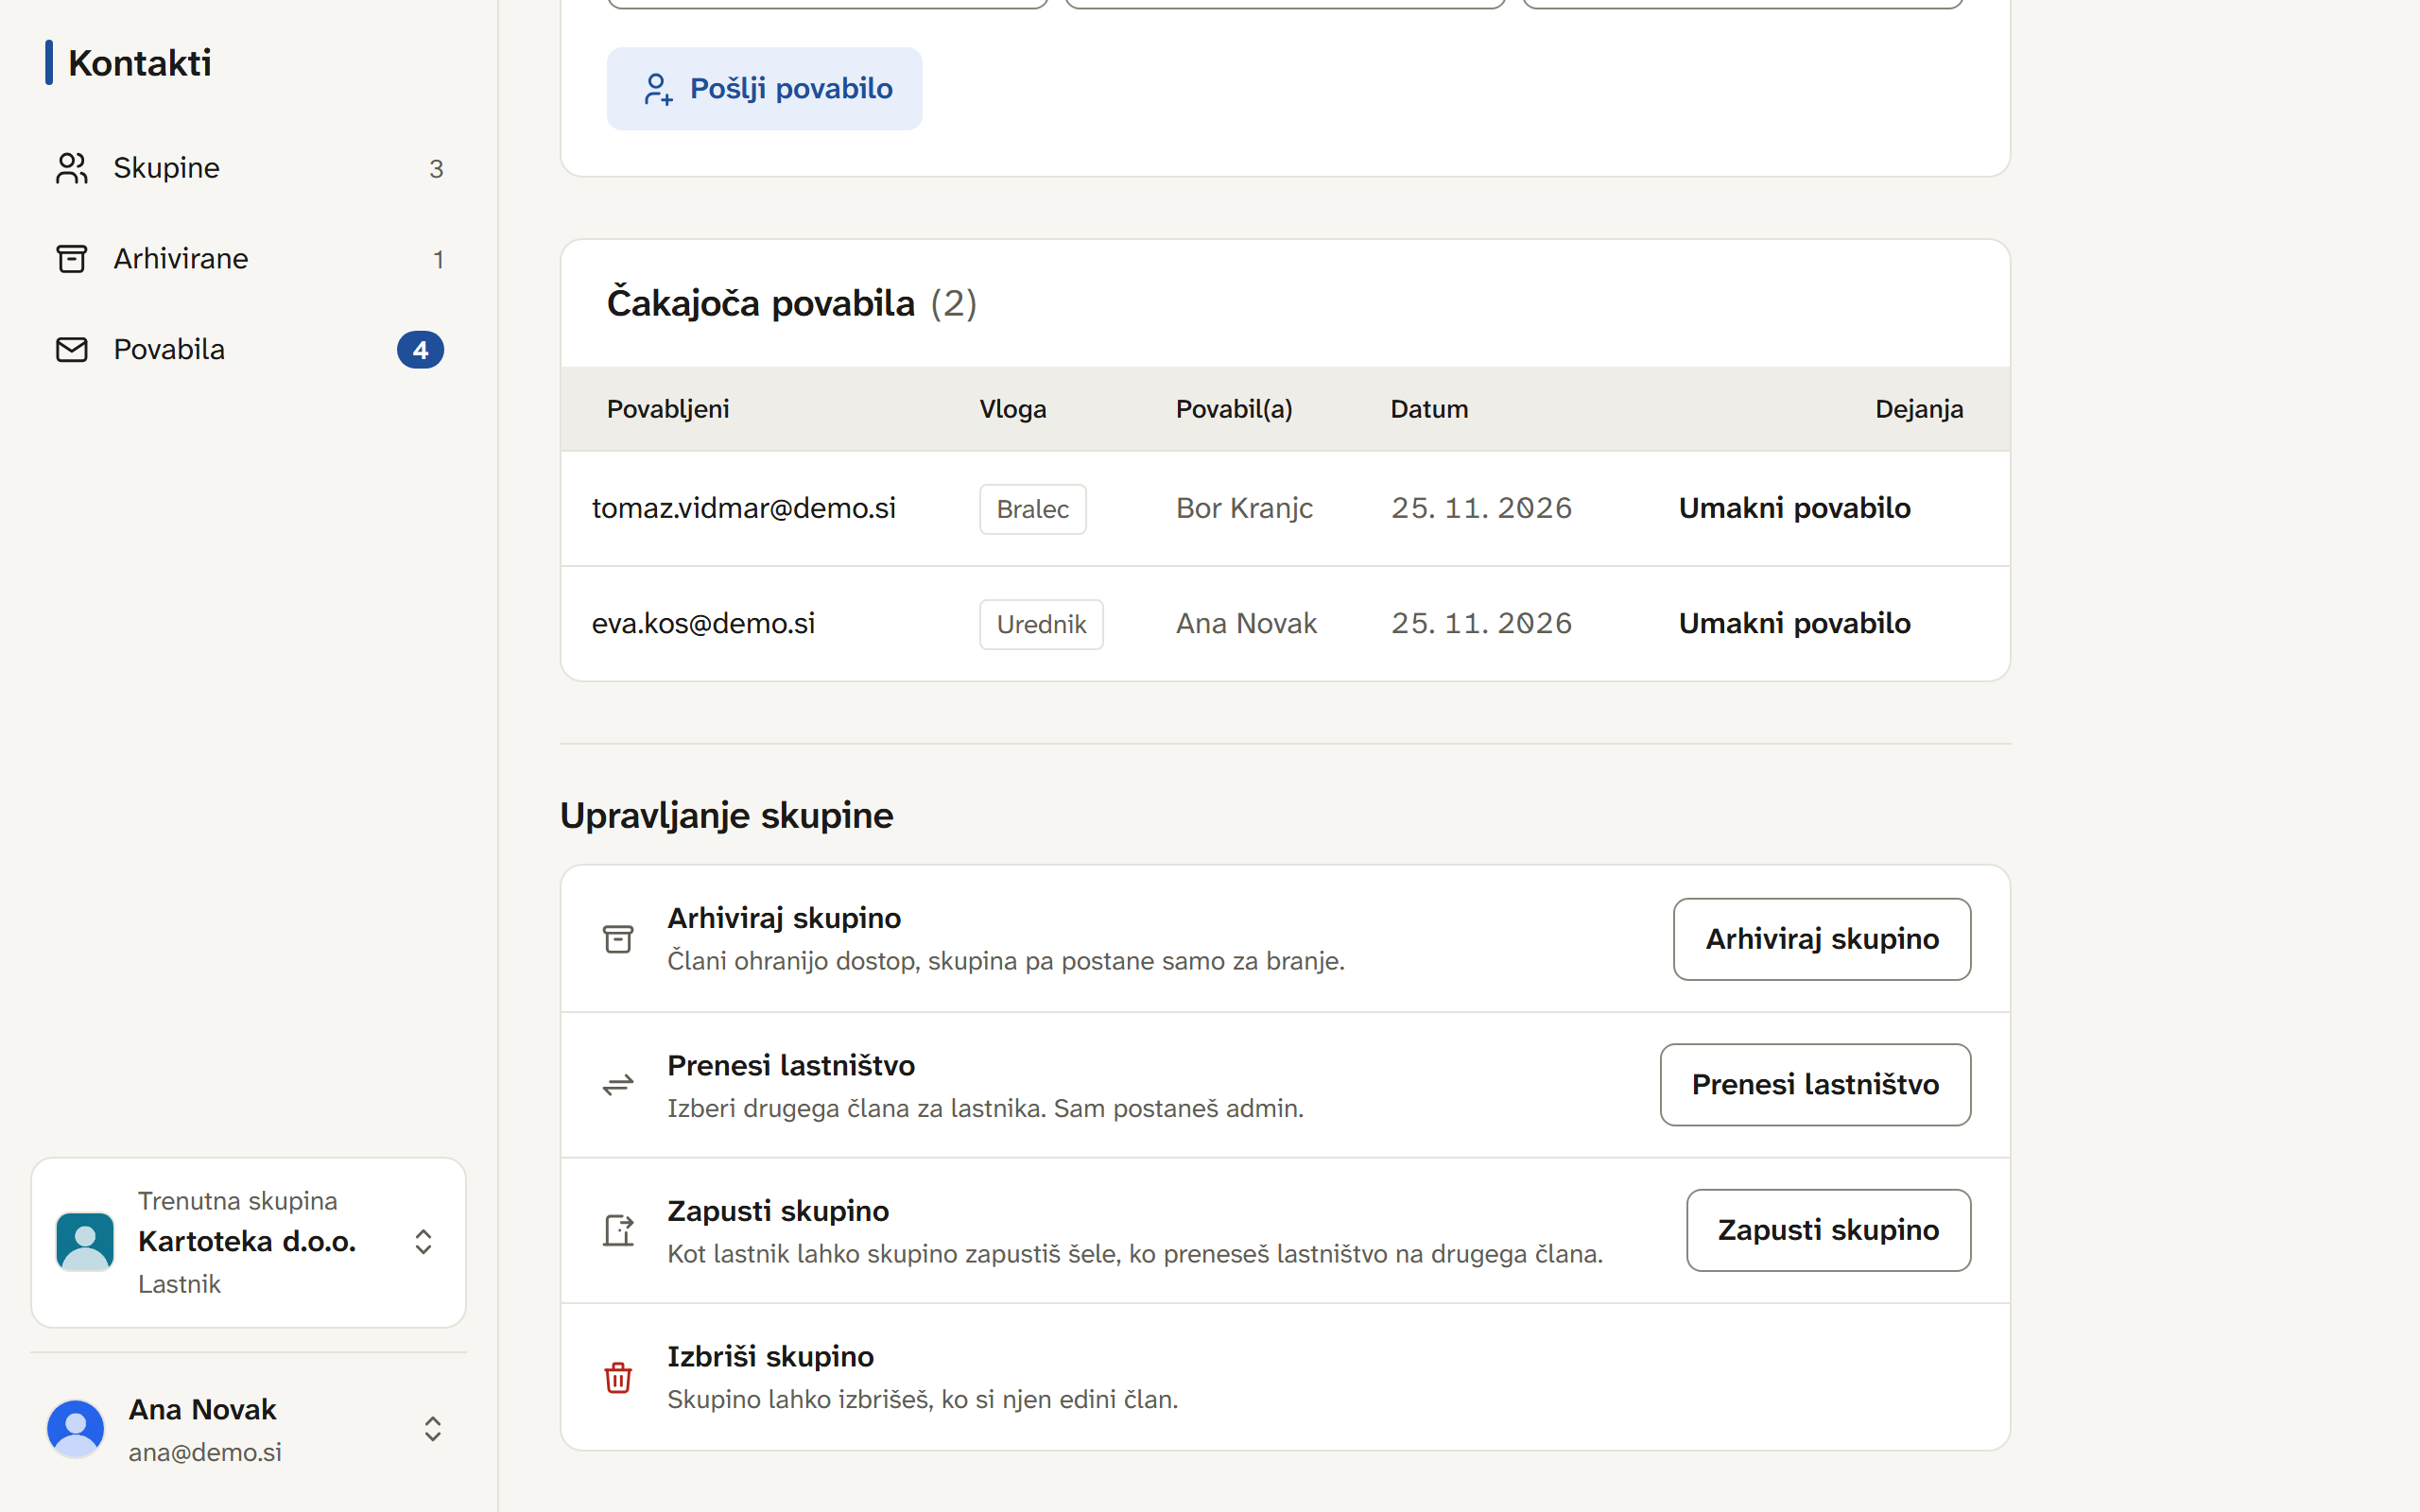 Kontakti
Skupine 3
Arhivirane 1
Povabila 4
Trenutna skupina
Kartoteka d.o.o.
Lastnik
Ana Novak
ana@demo.si
Pošlji povabilo
Čakajoča povabila (2)
Povabljeni Vloga Povabil(a) Datum Dejanja
tomaz.vidmar@demo.si Bralec Bor Kranjc 25. 11. 2026 Umakni povabilo
eva.kos@demo.si Urednik Ana Novak 25. 11. 2026 Umakni povabilo
Upravljanje skupine
Arhiviraj skupino
Člani ohranijo dostop, skupina pa postane samo za branje.
Arhiviraj skupino
Prenesi lastništvo
Izberi drugega člana za lastnika. Sam postaneš admin.
Prenesi lastništvo
Zapusti skupino
Kot lastnik lahko skupino zapustiš šele, ko preneseš lastništvo na drugega člana.
Zapusti skupino
Izbriši skupino
Skupino lahko izbrišeš, ko si njen edini član.